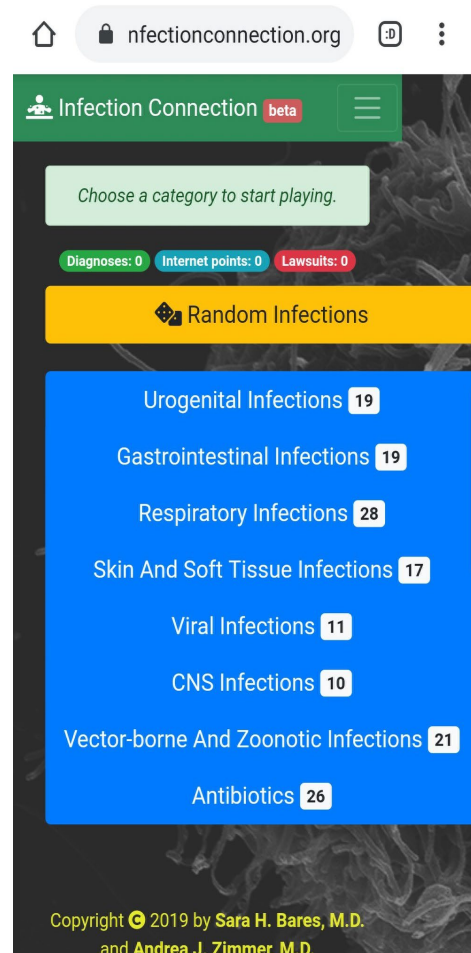 nfectionconnection.org :D
Infection Connection beta
Choose a category to start playing.
Diagnoses: 0 Internet points: 0 Lawsuits: 0
Random Infections
Urogenital Infections 19
Gastrointestinal Infections 19
Respiratory Infections 28
Skin And Soft Tissue Infections 17
Viral Infections 11
CNS Infections 10
Vector-borne And Zoonotic Infections 21
Antibiotics 26
Copyright © 2019 by Sara H. Bares, M.D.
and Andrea J. Zimmer, M.D.